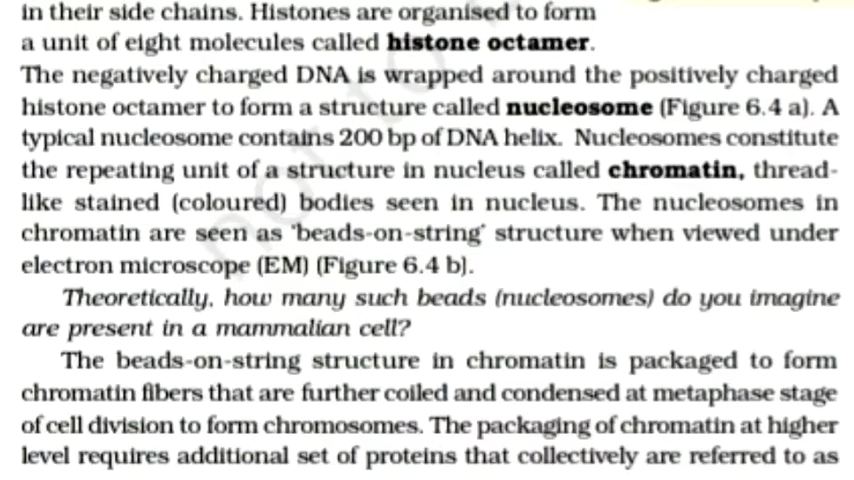 in their side chains. Histones are organised to form
a unit of eight molecules called histone octamer.
The negatively charged DNA is wrapped around the positively charged
histone octamer to form a structure called nucleosome (Figure 6.4 a). A
typical nucleosome contains 200 bp of DNA helix. Nucleosomes constitute
the repeating unit of a structure in nucleus called chromatin, thread-
like stained (coloured) bodies seen in nucleus. The nucleosomes in
chromatin are seen as 'beads-on-string' structure when viewed under
electron microscope (EM) (Figure 6.4 b).
Theoretically, how many such beads (nucleosomes) do you imagine
are present in a mammalian cell?
The beads-on-string structure in chromatin is packaged to form
chromatin fibers that are further coiled and condensed at metaphase stage
of cell division to form chromosomes. The packaging of chromatin at higher
level requires additional set of proteins that collectively are referred to as
not to